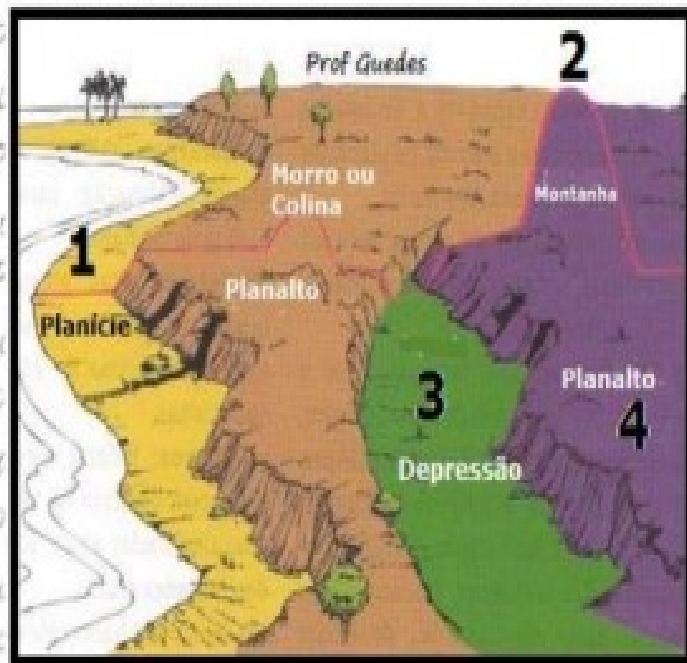 Prof Guedes
2
Morro ou
Colina
Montanha
1
Planalto
Planície
3
Planalto
4
Depressão